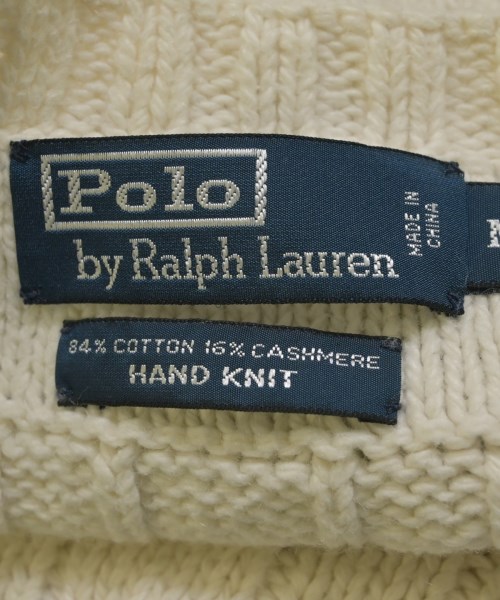 Polo
by Ralph Lauren
MADE IN
CHINA
84% COTTON 16% CASHMERE
HAND KNIT